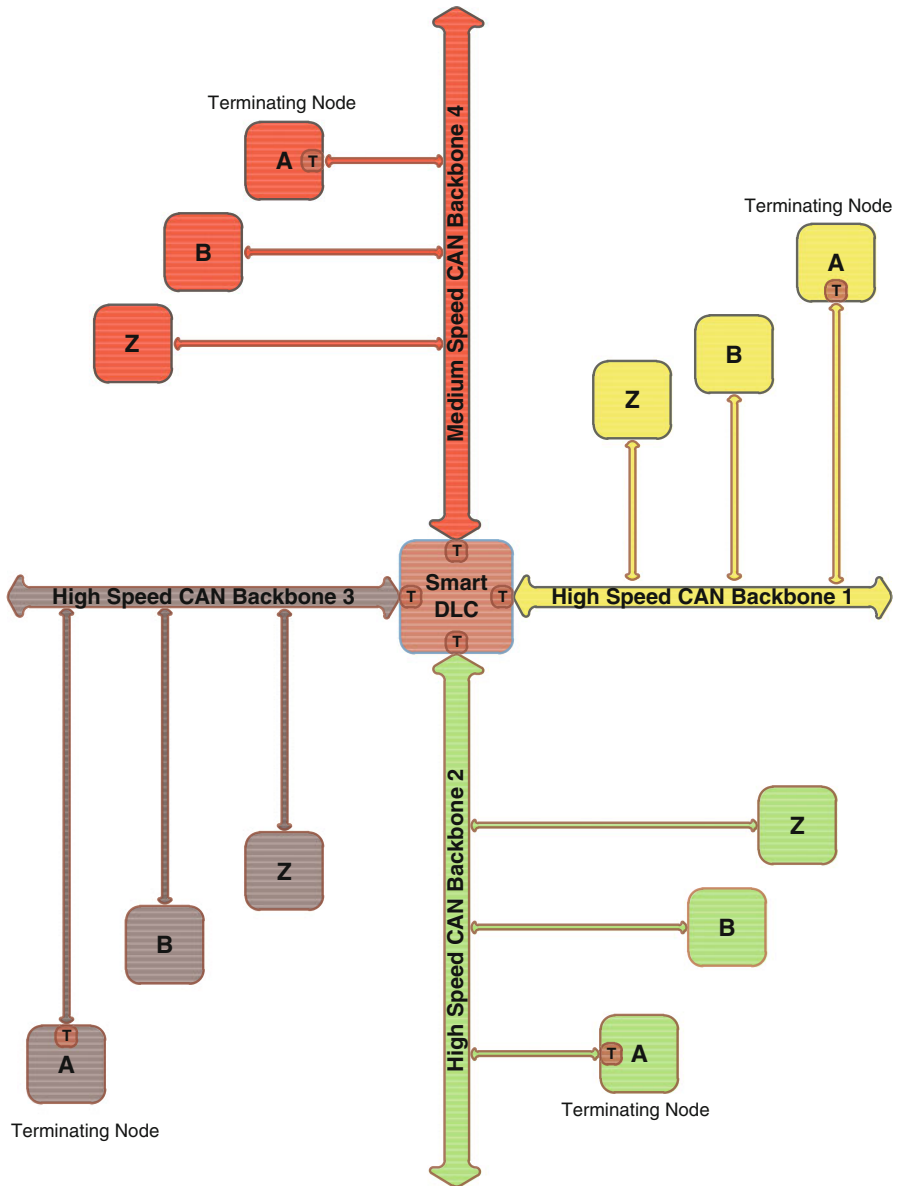 Terminating Node
A
T
B
Z
Medium Speed CAN Backbone 4
Terminating Node
A
T
B
Z
T
High Speed CAN Backbone 3
T
Smart
DLC
T
High Speed CAN Backbone 1
T
High Speed CAN Backbone 2
Z
B
T
A
Terminating Node
Z
B
T
A
Terminating Node